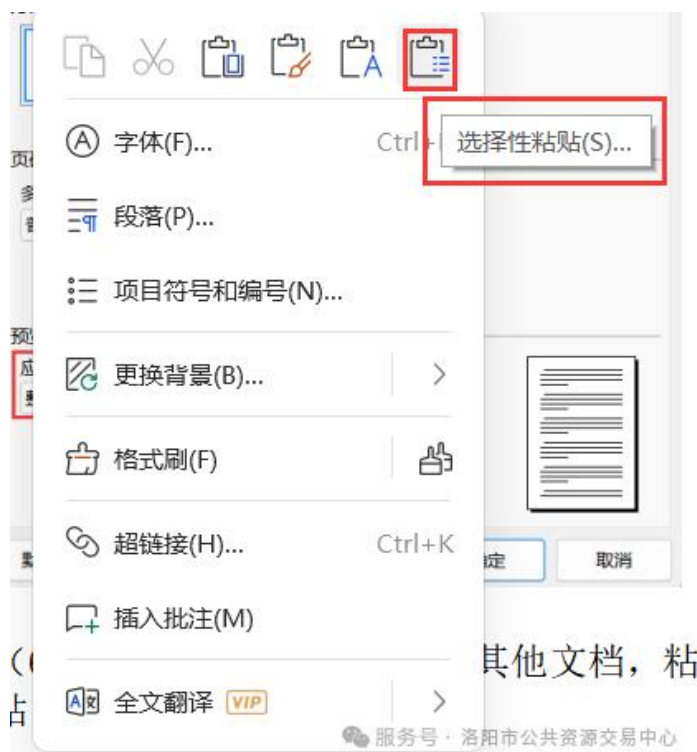 字体(F)...
Ctrl+
选择性粘贴(S)...
段落(P)...
项目符号和编号(N)...
更换背景(B)...
格式刷(F)
超链接(H)...
Ctrl+K
取消
插入批注(M)
其他文档，粘
全文翻译 VIP
服务号 · 洛阳市公共资源交易中心